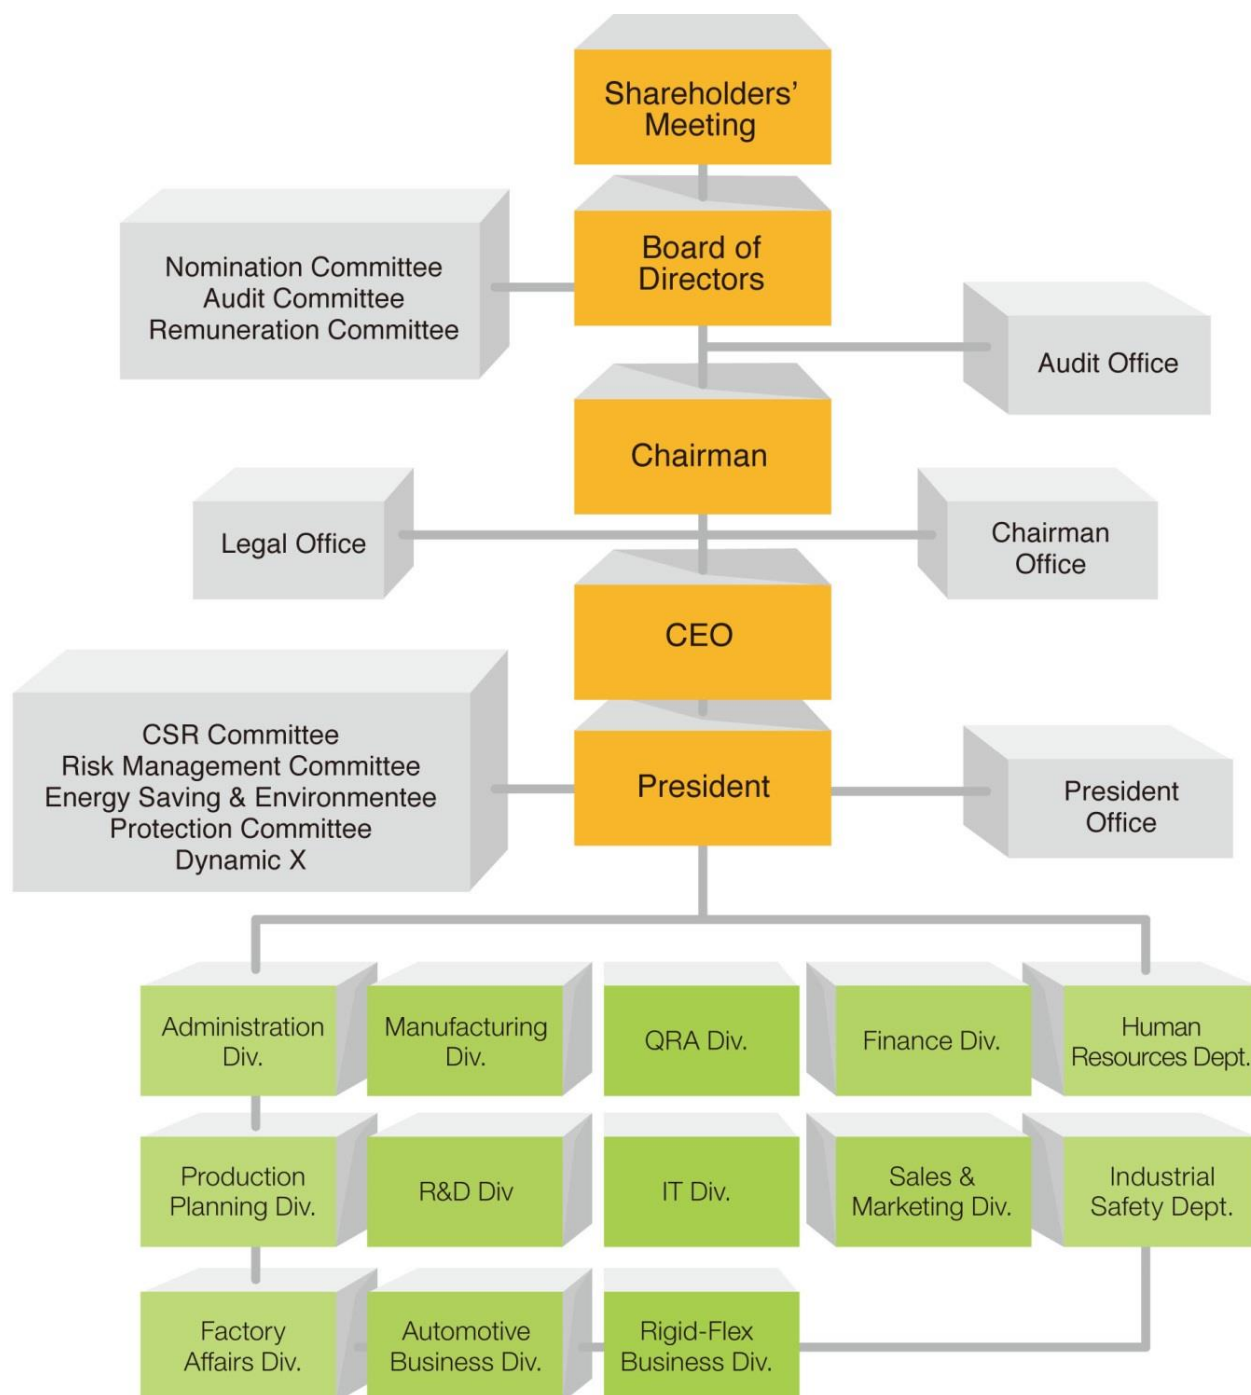 Shareholders'
Meeting
Board of
Directors
Nomination Committee
Audit Committee
Remuneration Committee
Audit Office
Chairman
Legal Office
Chairman
Office
CEO
CSR Committee
Risk Management Committee
Energy Saving & Environmentee
Protection Committee
Dynamic X
President
President
Office
Administration
Div.
Manufacturing
Div.
QRA Div.
Finance Div.
Human
Resources Dept.
Production
Planning Div.
R&D Div
IT Div.
Sales &
Marketing Div.
Industrial
Safety Dept.
Factory
Affairs Div.
Automotive
Business Div.
Rigid-Flex
Business Div.